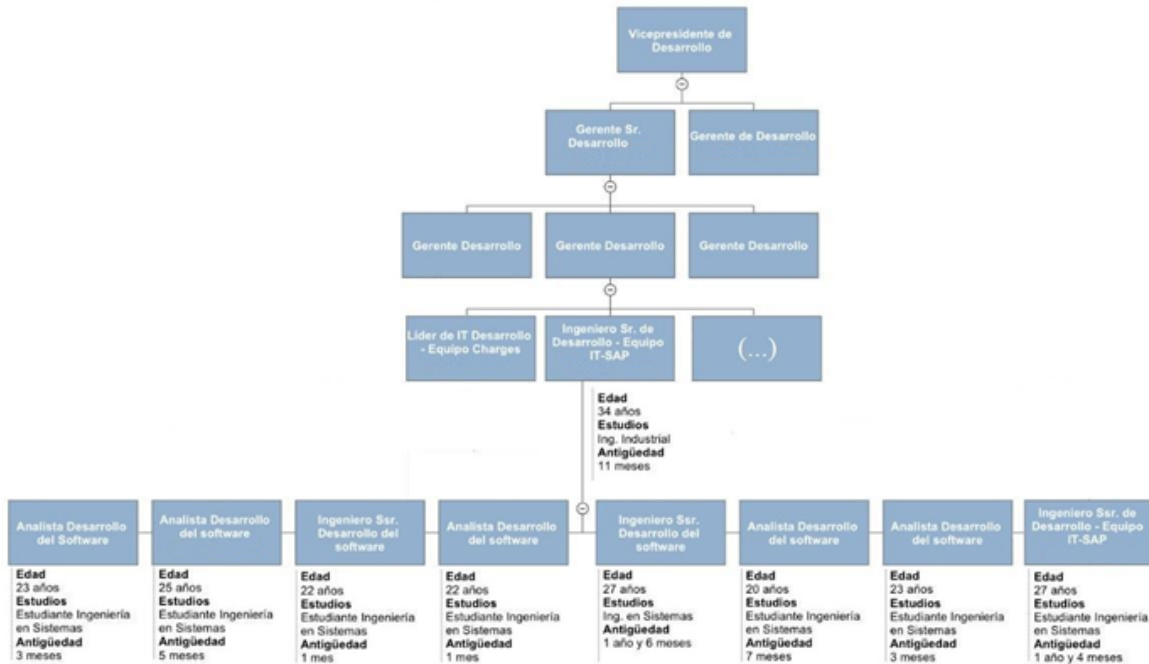 Vicepresidente de
Desarrollo
Gerente Sr.
Desarrollo
Gerente de Desarrollo
Gerente Desarrollo
Gerente Desarrollo
Gerente Desarrollo
Líder de IT Desarrollo
- Equipo Charges
Ingeniero Sr. de
Desarrollo - Equipo
IT-SAP
(...)
Edad
34 años
Estudios
Ing. Industrial
Antigüedad
11 meses
Analista Desarrollo
del Software
Edad
23 años
Estudios
Estudiante Ingeniería
en Sistemas
Antigüedad
3 meses
Analista Desarrollo
del software
Edad
25 años
Estudios
Estudiante Ingeniería
en Sistemas
Antigüedad
5 meses
Ingeniero Ssr.
Desarrollo del
software
Edad
22 años
Estudios
Estudiante Ingeniería
en Sistemas
Antigüedad
1 mes
Analista Desarrollo
del software
Edad
22 años
Estudios
Estudiante Ingeniería
en Sistemas
Antigüedad
1 mes
Ingeniero Ssr.
Desarrollo del
software
Edad
27 años
Estudios
Ing. en Sistemas
Antigüedad
1 año y 6 meses
Analista Desarrollo
del software
Edad
20 años
Estudios
Estudiante Ingeniería
en Sistemas
Antigüedad
7 meses
Analista Desarrollo
del software
Edad
23 años
Estudios
Estudiante Ingeniería
en Sistemas
Antigüedad
3 meses
Ingeniero Ssr. de
Desarrollo - Equipo
IT-SAP
Edad
27 años
Estudios
Estudiante Ingeniería
en Sistemas
Antigüedad
1 año y 4 meses